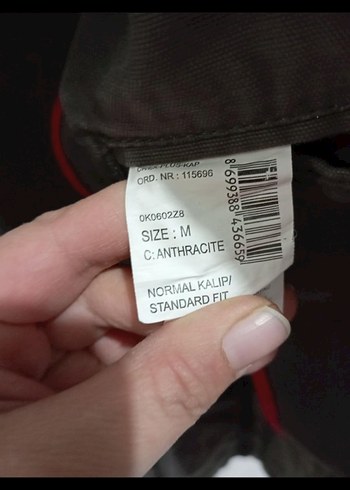 ORD. NR.: 115696
0K0602Z8
SIZE : M
C: ANTHRACITE
NORMAL KALIP/
STANDARD FIT
8699388436659